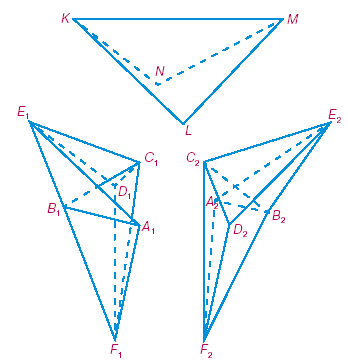 K M
N
L
E₁ E₂
C₁ C₂
D₁
B₁ A₂ B₂
A₁ D₂
F₁ F₂